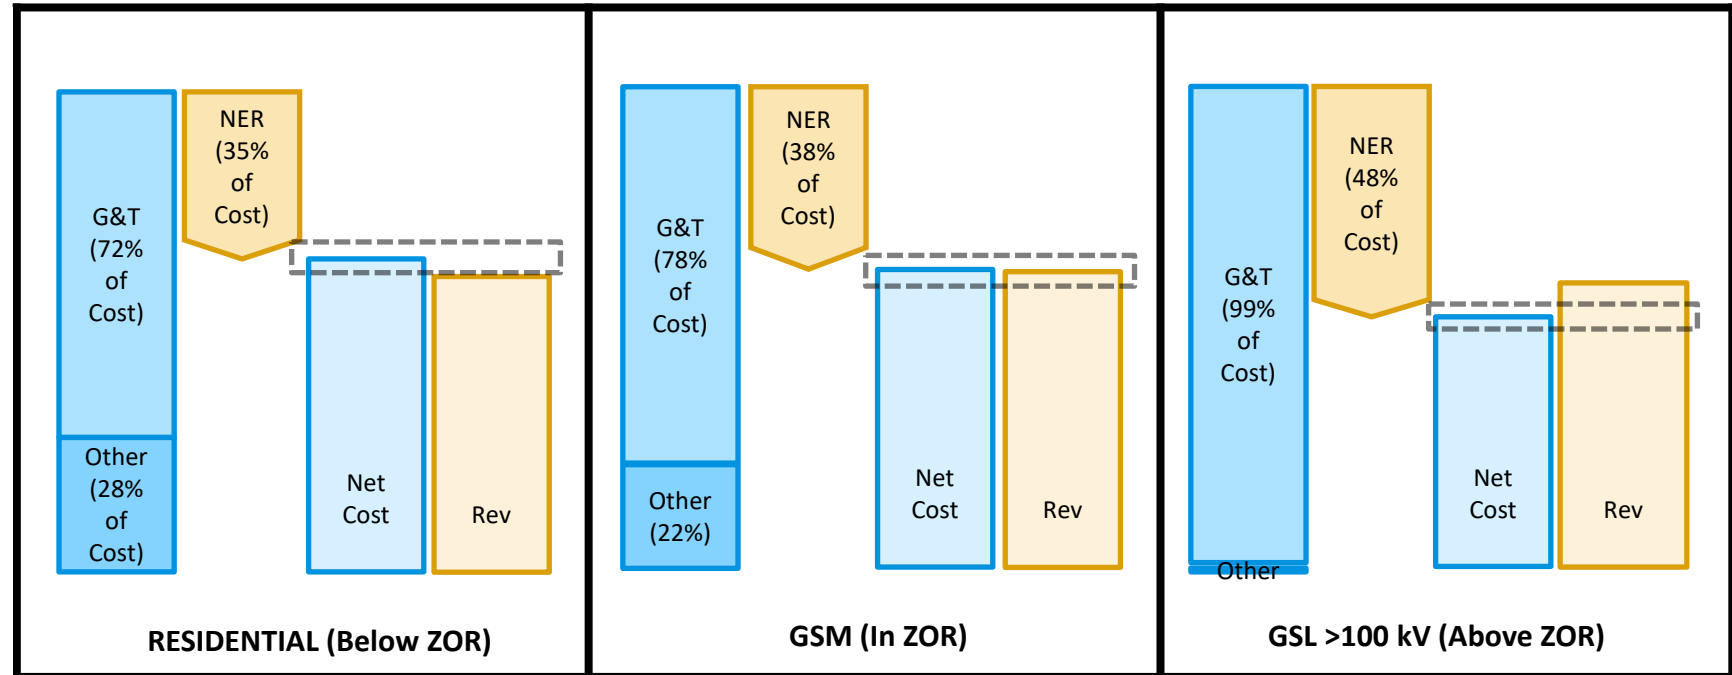 G&T
(72%
of
Cost)
Other
(28%
of
Cost)
NER
(35%
of
Cost)
Net
Cost
Rev
RESIDENTIAL (Below ZOR)
G&T
(78%
of
Cost)
Other
(22%)
NER
(38%
of
Cost)
Net
Cost
Rev
GSM (In ZOR)
G&T
(99%
of
Cost)
Other
NER
(48%
of
Cost)
Net
Cost
Rev
GSL >100 kV (Above ZOR)